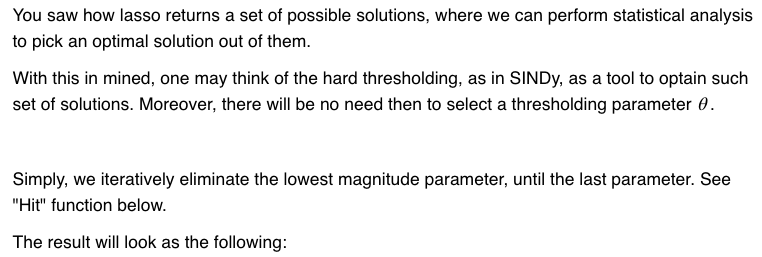 You saw how lasso returns a set of possible solutions, where we can perform statistical analysis
to pick an optimal solution out of them.
With this in mined, one may think of the hard thresholding, as in SINDy, as a tool to optain such
set of solutions. Moreover, there will be no need then to select a thresholding parameter θ.
Simply, we iteratively eliminate the lowest magnitude parameter, until the last parameter. See
"Hit" function below.
The result will look as the following: